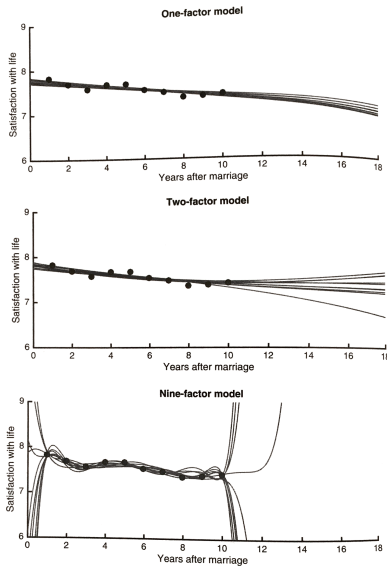 One-factor model
9
8
7
6
Satisfaction with life
0 2 4 6 8 10 12 14 16 18
Years after marriage
Two-factor model
9
8
7
6
Satisfaction with life
0 2 4 6 8 10 12 14 16 18
Years after marriage
Nine-factor model
9
8
7
6
Satisfaction with life
0 2 4 6 8 10 12 14 16 18
Years after marriage